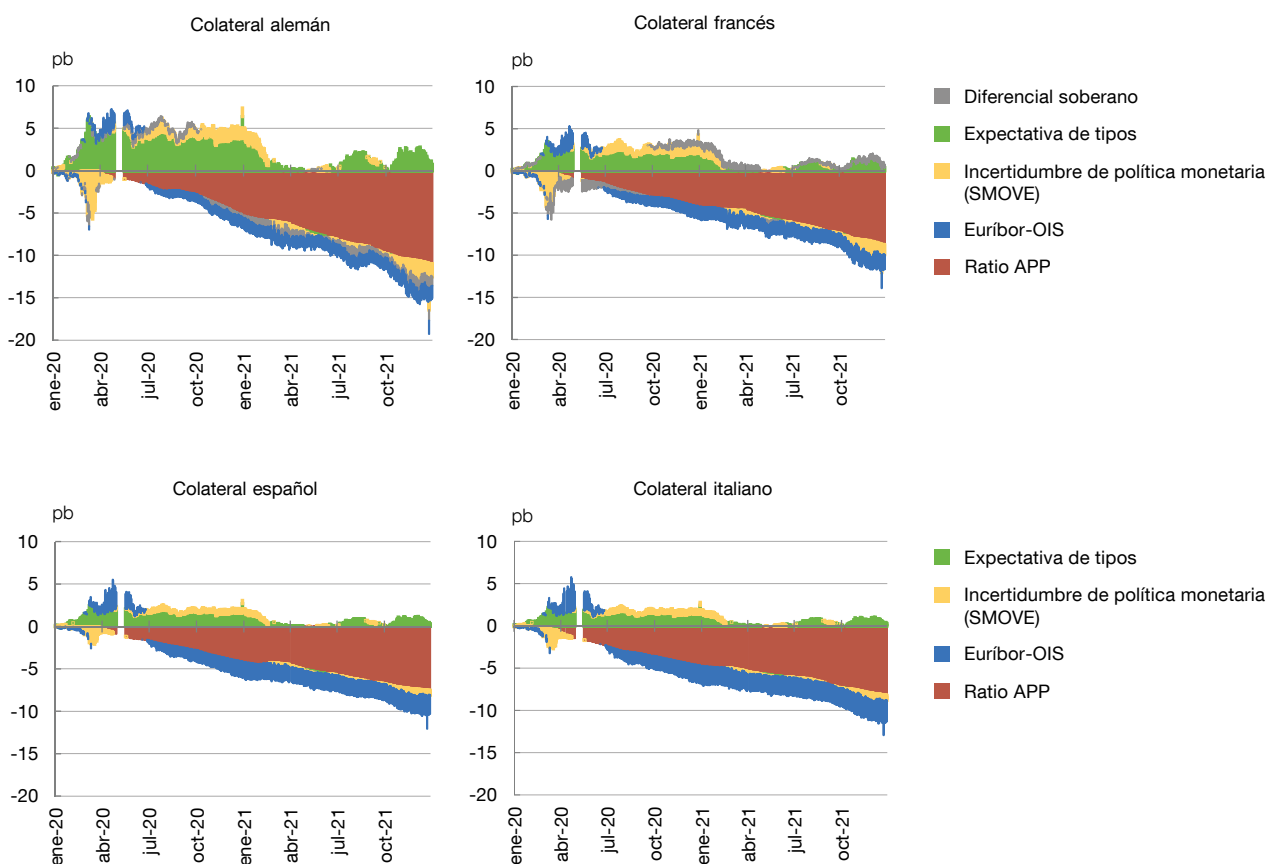 Colateral alemán
pb
10
5
0
-5
-10
-15
-20
ene-20
abr-20
jul-20
oct-20
ene-21
abr-21
jul-21
oct-21
Colateral francés
pb
10
5
0
-5
-10
-15
-20
ene-20
abr-20
jul-20
oct-20
ene-21
abr-21
jul-21
oct-21
Diferencial soberano
Expectativa de tipos
Incertidumbre de política monetaria
(SMOVE)
Euríbor-OIS
Ratio APP
Colateral español
pb
10
5
0
-5
-10
-15
-20
ene-20
abr-20
jul-20
oct-20
ene-21
abr-21
jul-21
oct-21
Colateral italiano
pb
10
5
0
-5
-10
-15
-20
ene-20
abr-20
jul-20
oct-20
ene-21
abr-21
jul-21
oct-21
Expectativa de tipos
Incertidumbre de política monetaria
(SMOVE)
Euríbor-OIS
Ratio APP